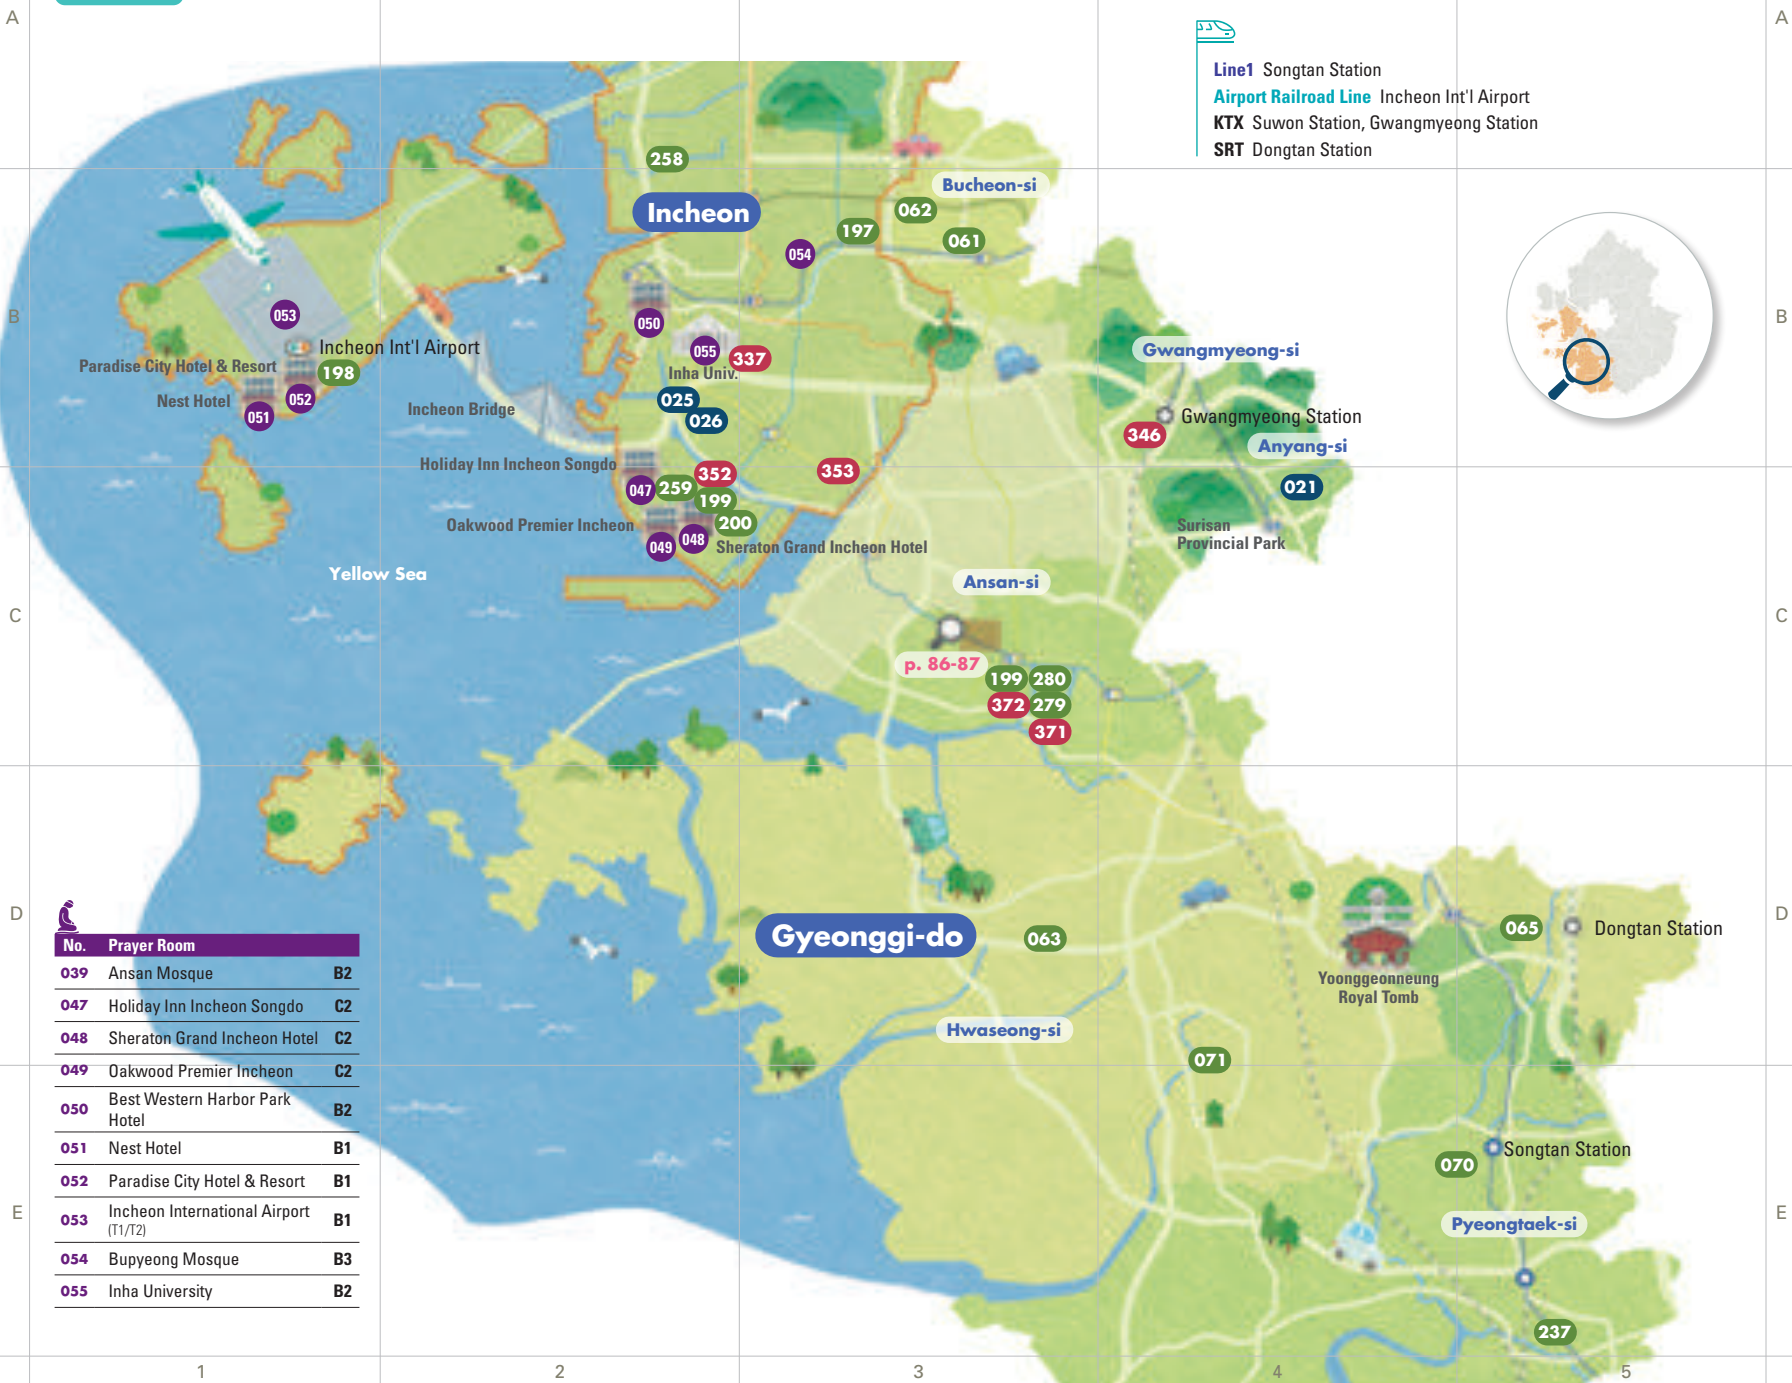 A
A
Line1 Songtan Station
Airport Railroad Line Incheon Int'l Airport
KTX Suwon Station, Gwangmyeong Station
SRT Dongtan Station
258
Bucheon-si
Incheon
062
197
061
054
B
B
053
050
Gwangmyeong-si
055
337
Incheon Int'l Airport
Paradise City Hotel & Resort
198
Inha Univ.
Nest Hotel
052
051
025
026
Incheon Bridge
Gwangmyeong Station
346
Anyang-si
Holiday Inn Incheon Songdo
352
353
047
259
199
021
200
Oakwood Premier Incheon
Surisan
Provincial Park
049
048
Sheraton Grand Incheon Hotel
Yellow Sea
Ansan-si
C
C
p. 86-87
199
280
372
279
371
D
D
Gyeonggi-do
063
065
Dongtan Station
Yoonggeonneung
Royal Tomb
Hwaseong-si
071
Songtan Station
070
E
E
Pyeongtaek-si
237
No. Prayer Room
039 Ansan Mosque B2
047 Holiday Inn Incheon Songdo C2
048 Sheraton Grand Incheon Hotel C2
049 Oakwood Premier Incheon C2
050 Best Western Harbor Park
Hotel B2
051 Nest Hotel B1
052 Paradise City Hotel & Resort B1
053 Incheon International Airport
(T1/T2) B1
054 Bupyeong Mosque B3
055 Inha University B2
1
2
3
4
5